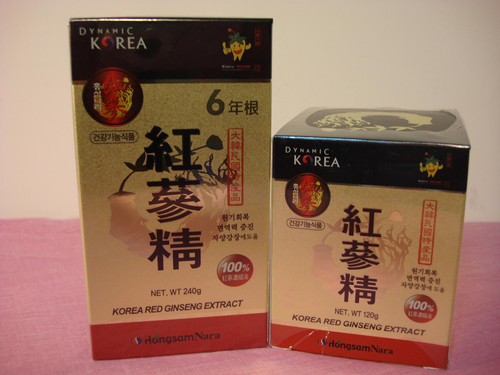 DYNAMIC
KOREA
6年根
건강기능식품
紅蔘精
大韓民國特産品
원기회복
면역력 증진
자양강장에 도움
100%
NET. WT 240g
KOREA RED GINSENG EXTRACT
HongsamNara
DYNAMIC
KOREA
건강기능식품
紅蔘精
大韓民國特産品
원기회복
면역력 증진
자양강장에 도움
100%
NET. WT 120g
KOREA RED GINSENG EXTRACT
HongsamNara